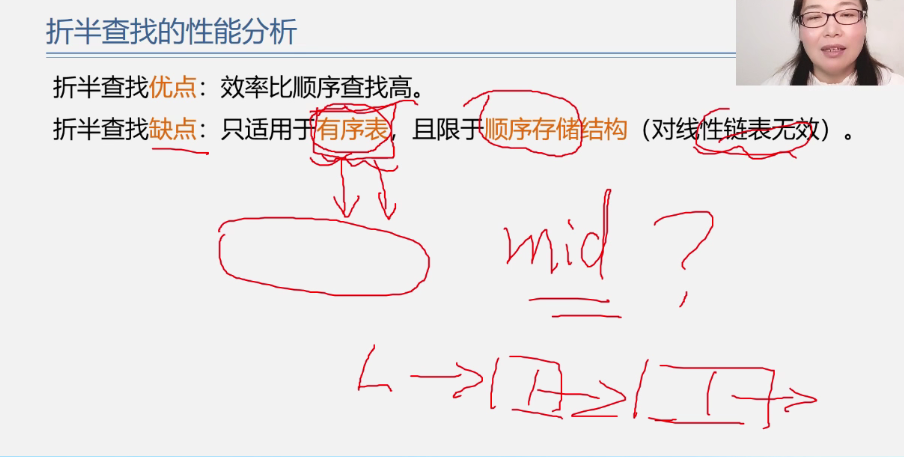 折半查找的性能分析
折半查找优点：效率比顺序查找高。
折半查找缺点：只适用于有序表，且限于顺序存储结构（对线性链表无效）。
mid ?
L